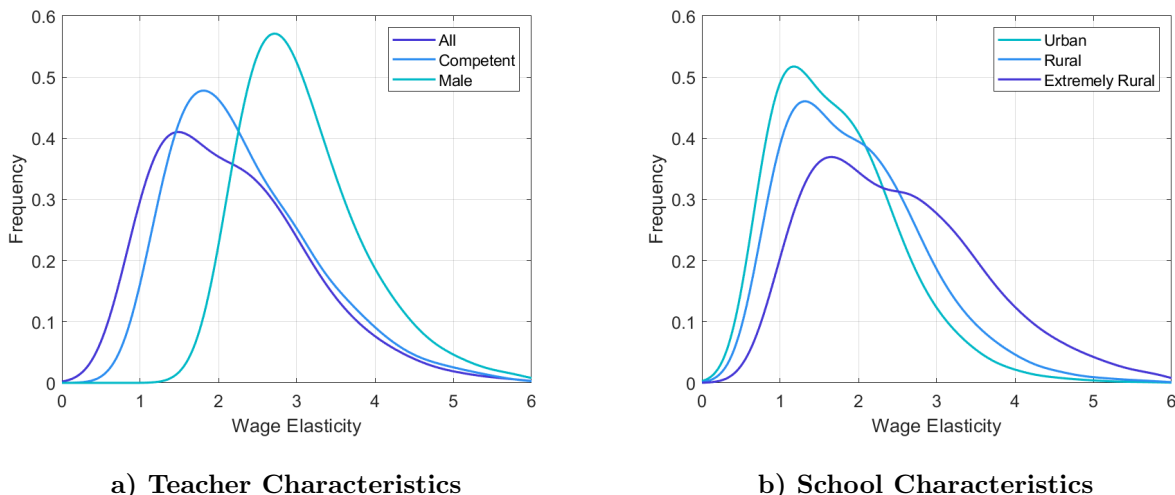 0.6
0.5
0.4
0.3
0.2
0.1
0
Frequency
All
Competent
Male
0 1 2 3 4 5 6
Wage Elasticity
a) Teacher Characteristics
0.6
0.5
0.4
0.3
0.2
0.1
0
Frequency
Urban
Rural
Extremely Rural
0 1 2 3 4 5 6
Wage Elasticity
b) School Characteristics